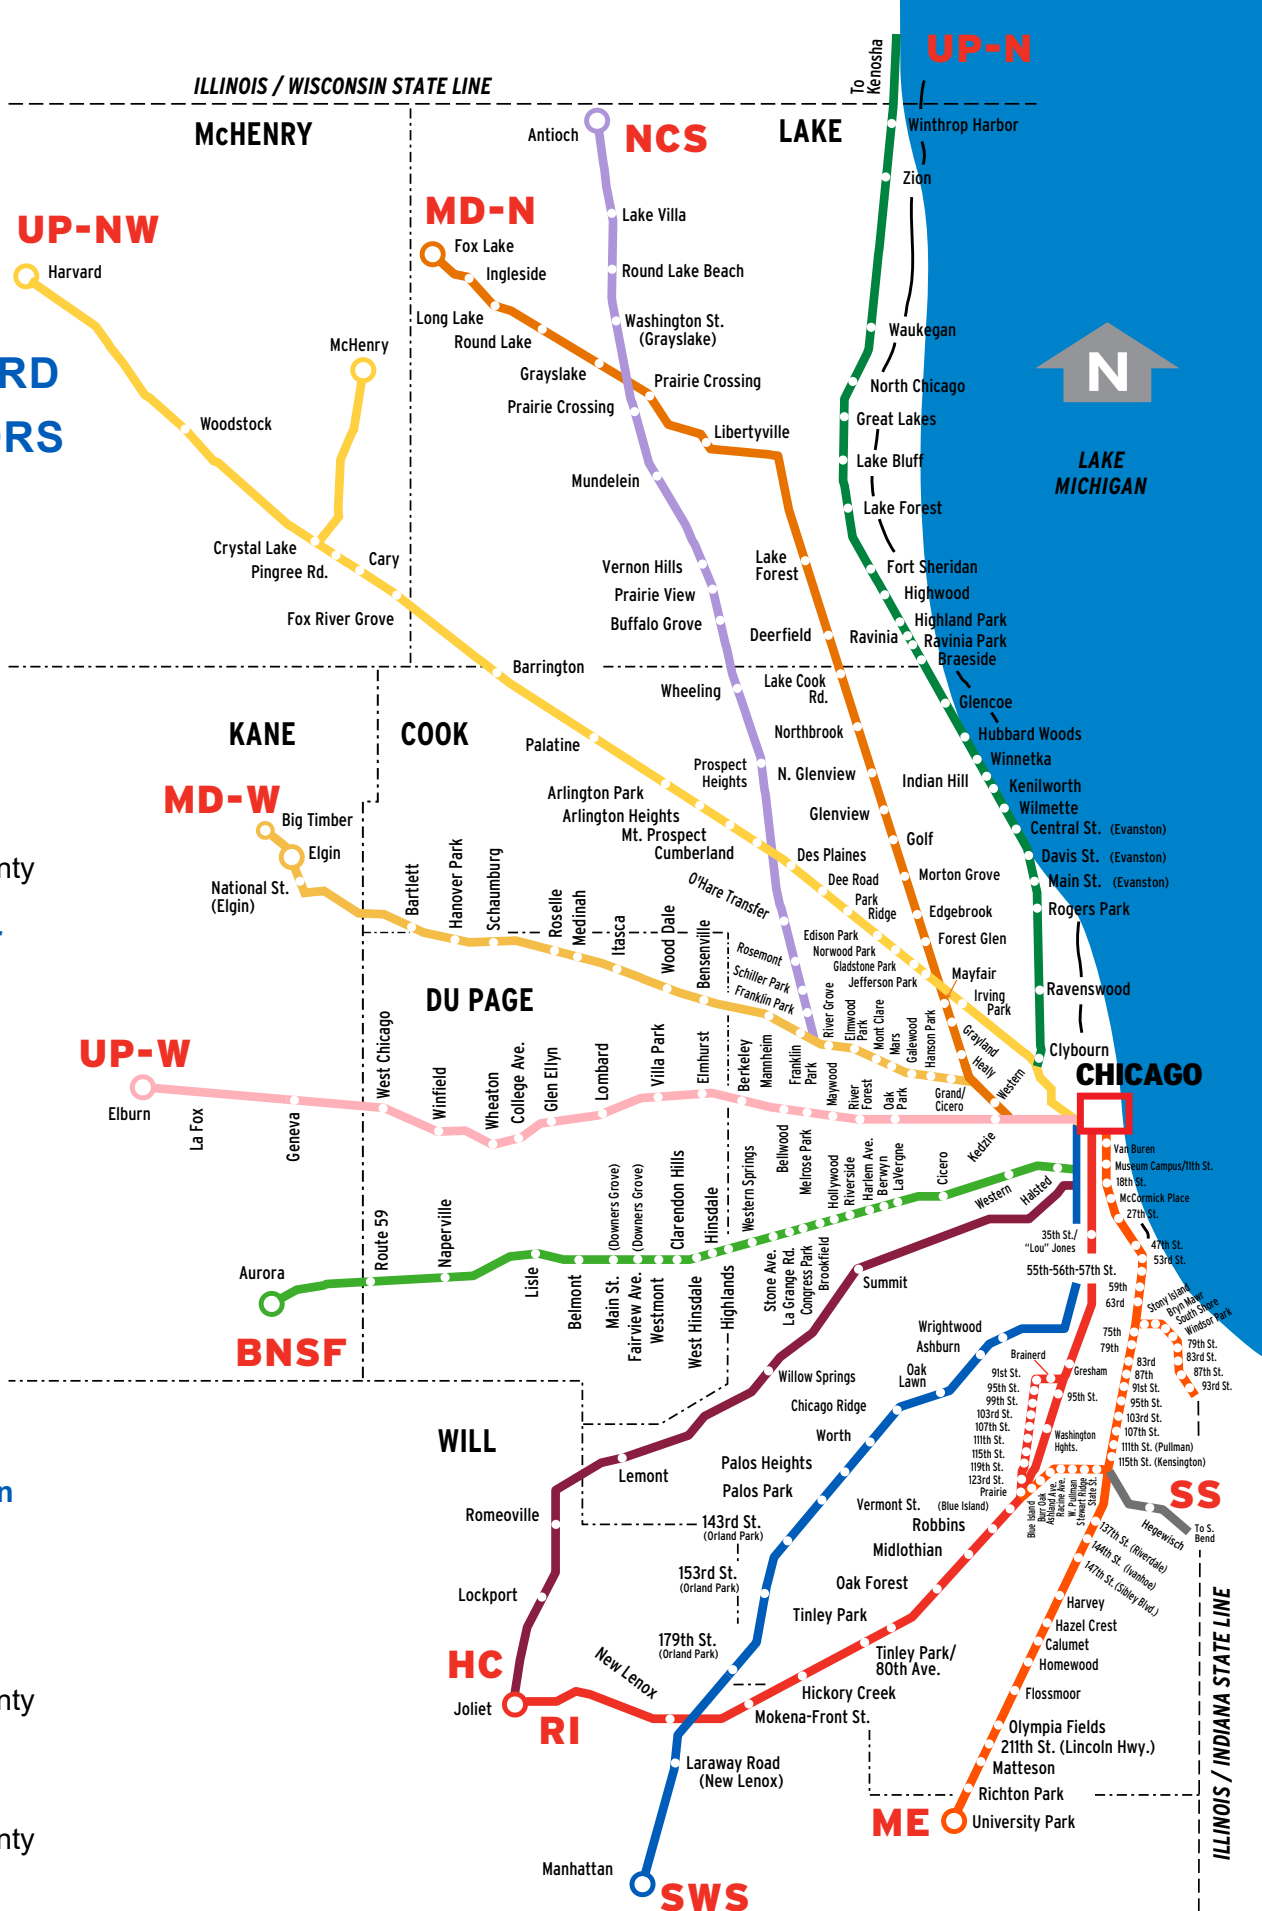 UP-N
To
Kenosha
ILLINOIS / WISCONSIN STATE LINE
McHENRY
Antioch
NCS
LAKE
Winthrop Harbor
Zion
UP-NW
MD-N
Lake Villa
Harvard
Fox Lake
Ingleside
Round Lake Beach
Long Lake
Washington St.
(Grayslake)
Waukegan
Round Lake
McHenry
RD
Grayslake
Prairie Crossing
North Chicago
N
Prairie Crossing
Great Lakes
Woodstock
ORS
Libertyville
Lake Bluff
LAKE
MICHIGAN
Mundelein
Lake Forest
Crystal Lake
Pingree Rd.
Cary
Vernon Hills
Lake
Forest
Fort Sheridan
Prairie View
Highwood
Fox River Grove
Buffalo Grove
Deerfield
Ravinia
Highland Park
Ravinia Park
Braeside
Barrington
Wheeling
Lake Cook
Rd.
Glencoe
KANE
COOK
Palatine
Northbrook
Hubbard Woods
Winnetka
Prospect
Heights
N. Glenview
Indian Hill
Kenilworth
MD-W
Arlington Park
Wilmette
Big Timber
Arlington Heights
Glenview
Central St. (Evanston)
Mt. Prospect
Golf
Elgin
Cumberland
Des Plaines
Davis St. (Evanston)
nty
National St.
(Elgin)
Bartlett
Hanover Park
Schaumburg
Roselle
Medinah
Itasca
Wood Dale
Bensenville
O'Hare Transfer
Dee Road
Park
Ridge
Morton Grove
Main St. (Evanston)
Edgebrook
Rogers Park
Edison Park
Norwood Park
Gladstone Park
Jefferson Park
Forest Glen
Rosemont
Schiller Park
Franklin Park
Mayfair
Irving
Park
Ravenswood
DU PAGE
River Grove
Elmwood
Park
Mont Clare
Mars
Galewood
Hanson Park
Grayland
Healy
Western
Clybourn
CHICAGO
UP-W
Elburn
La Fox
Geneva
West Chicago
Winfield
Wheaton
College Ave.
Glen Ellyn
Lombard
Villa Park
Elmhurst
Berkeley
Mannheim
Franklin
Park
Maywood
River
Forest
Oak
Park
Grand/
Cicero
Kedzie
Bellwood
Melrose Park
Van Buren
Museum Campus/11th St.
18th St.
McCormick Place
27th St.
Aurora
Route 59
Naperville
Lisle
Belmont
Main St.
(Downers Grove)
Fairview Ave.
(Downers Grove)
Westmont
Clarendon Hills
West Hinsdale
Hinsdale
Highlands
Western Springs
Stone Ave.
La Grange Rd.
Congress Park
Brookfield
Hollywood
Riverside
Harlem Ave.
Berwyn
LaVergne
Cicero
Western
Halsted
35th St./
“Lou” Jones
47th St.
53rd St.
55th-56th-57th St.
59th
63rd
Summit
BNSF
Wrightwood
Ashburn
Stony Island
Bryn Mawr
South Shore
Windsor Park
75th
79th
79th St.
83rd St.
87th St.
93rd St.
Willow Springs
Oak
Lawn
Brainerd
Gresham
83rd
87th
91st St.
95th St.
103rd St.
107th St.
111th St. (Pullman)
115th St. (Kensington)
91st St.
95th St.
99th St.
103rd St.
107th St.
111th St.
115th St.
119th St.
123rd St.
Prairie
95th St.
Washington
Hghts.
Chicago Ridge
WILL
Worth
Lemont
Palos Heights
Palos Park
n
Romeoville
143rd St.
(Orland Park)
Vermont St. (Blue Island)
Blue Island
Burr Oak
Ashland Ave.
Racine Ave.
W. Pullman
Stewart Ridge
State St.
SS
Hegewisch
To S.
Bend
Robbins
Midlothian
137th St. (Riverdale)
144th St. (Ivanhoe)
147th St. (Sibley Blvd.)
153rd St.
(Orland Park)
Oak Forest
Lockport
Harvey
Tinley Park
Hazel Crest
Calumet
179th St.
(Orland Park)
Tinley Park/
80th Ave.
Homewood
HC
New Lenox
Hickory Creek
Flossmoor
nty
Joliet
RI
Mokena-Front St.
Olympia Fields
211th St. (Lincoln Hwy.)
Laraway Road
(New Lenox)
Matteson
Richton Park
ME
University Park
nty
Manhattan
SWS
ILLINOIS / INDIANA STATE LINE